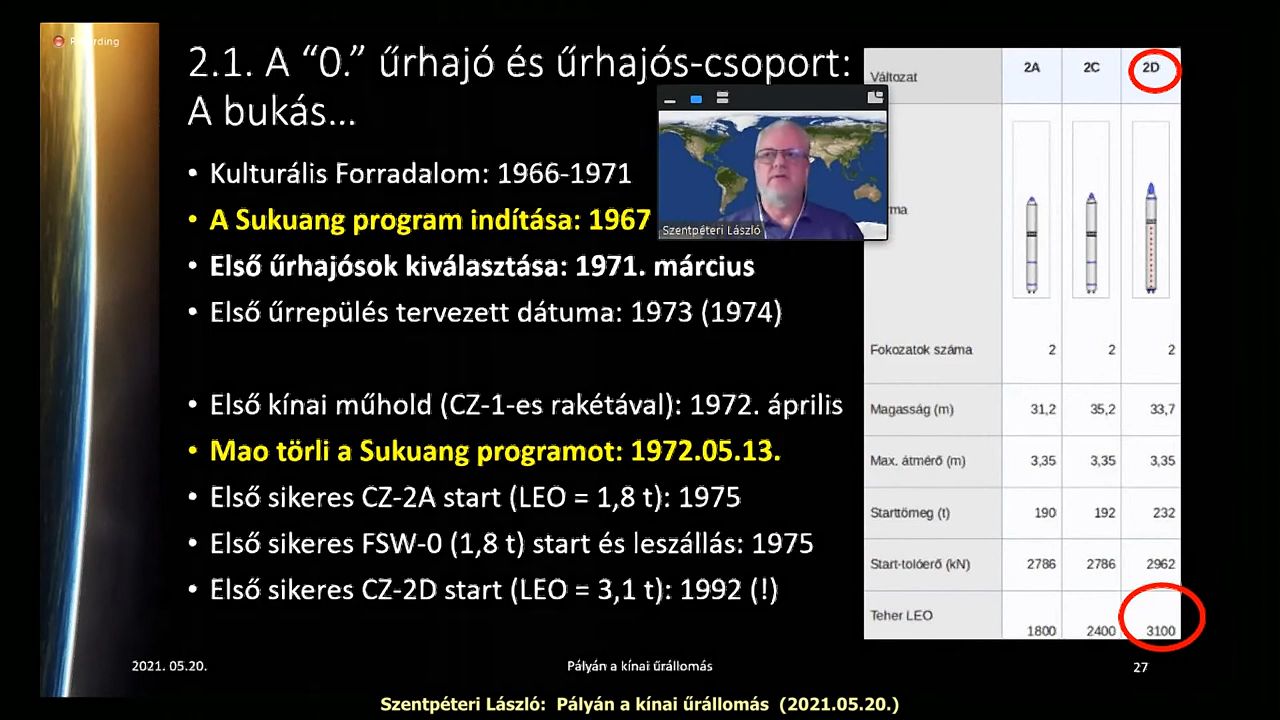 Recording
2.1. A “0.” űrhajó és űrhajós-csoport:
A bukás...
• Kulturális Forradalom: 1966-1971
• A Sukuang program indítása: 1967
• Első űrhajósok kiválasztása: 1971. március
• Első űrrepülés tervezett dátuma: 1973 (1974)
• Első kínai műhold (CZ-1-es rakétával): 1972. április
• Mao törli a Sukuang programot: 1972.05.13.
• Első sikeres CZ-2A start (LEO = 1,8 t): 1975
• Első sikeres FSW-0 (1,8 t) start és leszállás: 1975
• Első sikeres CZ-2D start (LEO = 3,1 t): 1992 (!)
Szentpéteri László
Változat 2A 2C 2D
rma
Fokozatok száma 2 2 2
Magasság (m) 31,2 35,2 33,7
Max. átmérő (m) 3,35 3,35 3,35
Starttömeg (t) 190 192 232
Start-tolóerő (kN) 2786 2786 2962
Teher LEO 1800 2400 3100
2021. 05.20. Pályán a kínai űrállomás 27
Szentpéteri László: Pályán a kínai űrállomás (2021.05.20.)